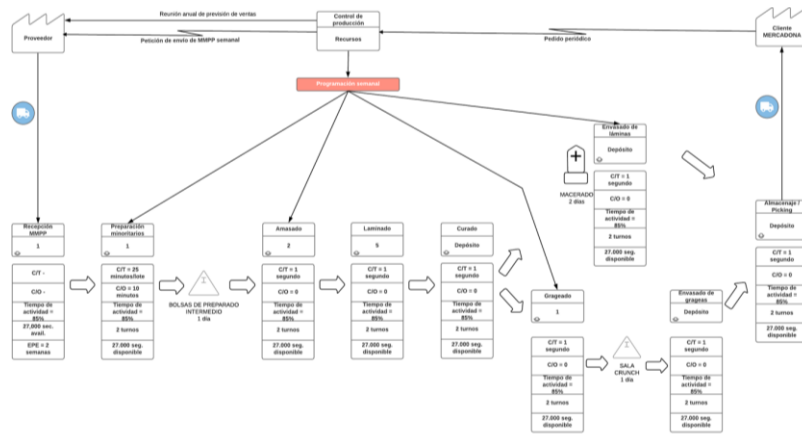 Reunión anual de previsión de ventas
Proveedor
Petición de envío de MMPP semanal
Control de
producción
Recursos
Pedido periódico
Cliente
MERCADONA
Programación semanal
Envasado de
láminas
Depósito
C/T = 1
segundo
C/O = 0
Tiempo de
actividad =
85%
2 turnos
27.000 seg.
disponible
MACERADO
2 días
Recepción
MMPP
1
C/T -
C/O -
Tiempo de
actividad =
85%
27,000 sec.
avail.
EPE = 2
semanas
Preparación
minoritarios
1
C/T = 25
minutos/lote
C/O = 10
minutos
Tiempo de
actividad =
85%
2 turnos
27.000 seg.
disponible
BOLSAS DE PREPARADO
INTERMEDIO
1 día
Amasado
2
C/T = 1
segundo
C/O = 0
Tiempo de
actividad =
85%
2 turnos
27.000 seg.
disponible
Laminado
5
C/T = 1
segundo
C/O = 0
Tiempo de
actividad =
85%
2 turnos
27.000 seg.
disponible
Curado
Depósito
C/T = 1
segundo
C/O = 0
Tiempo de
actividad =
85%
2 turnos
27.000 seg.
disponible
Grageado
1
C/T = 1
segundo
C/O = 0
Tiempo de
actividad =
85%
2 turnos
27.000 seg.
disponible
SALA
CRUNCH
1 día
Envasado de
grageas
Depósito
C/T = 1
segundo
C/O = 0
Tiempo de
actividad =
85%
2 turnos
27.000 seg.
disponible
Almacenaje /
Picking
Depósito
C/T = 1
segundo
C/O = 0
Tiempo de
actividad =
85%
2 turnos
27.000 seg.
disponible